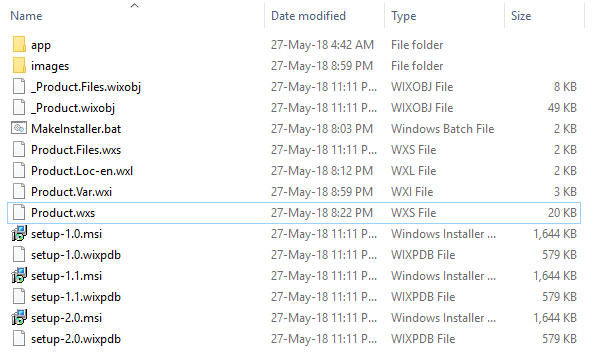 Name Date modified Type Size
app 27-May-18 4:42 AM File folder
images 27-May-18 8:59 PM File folder
_Product.Files.wixobj 27-May-18 11:11 P... WIXOBJ File 8 KB
_Product.wixobj 27-May-18 11:11 P... WIXOBJ File 49 KB
MakeInstaller.bat 27-May-18 8:03 PM Windows Batch File 2 KB
Product.Files.wxs 27-May-18 11:11 P... WXS File 2 KB
Product.Loc-en.wxl 27-May-18 8:12 PM WXL File 2 KB
Product.Var.wxi 27-May-18 8:59 PM WXI File 3 KB
Product.wxs 27-May-18 8:22 PM WXS File 20 KB
setup-1.0.msi 27-May-18 11:11 P... Windows Installer ... 1,644 KB
setup-1.0.wixpdb 27-May-18 11:11 P... WIXPDB File 579 KB
setup-1.1.msi 27-May-18 11:11 P... Windows Installer ... 1,644 KB
setup-1.1.wixpdb 27-May-18 11:11 P... WIXPDB File 579 KB
setup-2.0.msi 27-May-18 11:11 P... Windows Installer ... 1,644 KB
setup-2.0.wixpdb 27-May-18 11:11 P... WIXPDB File 579 KB